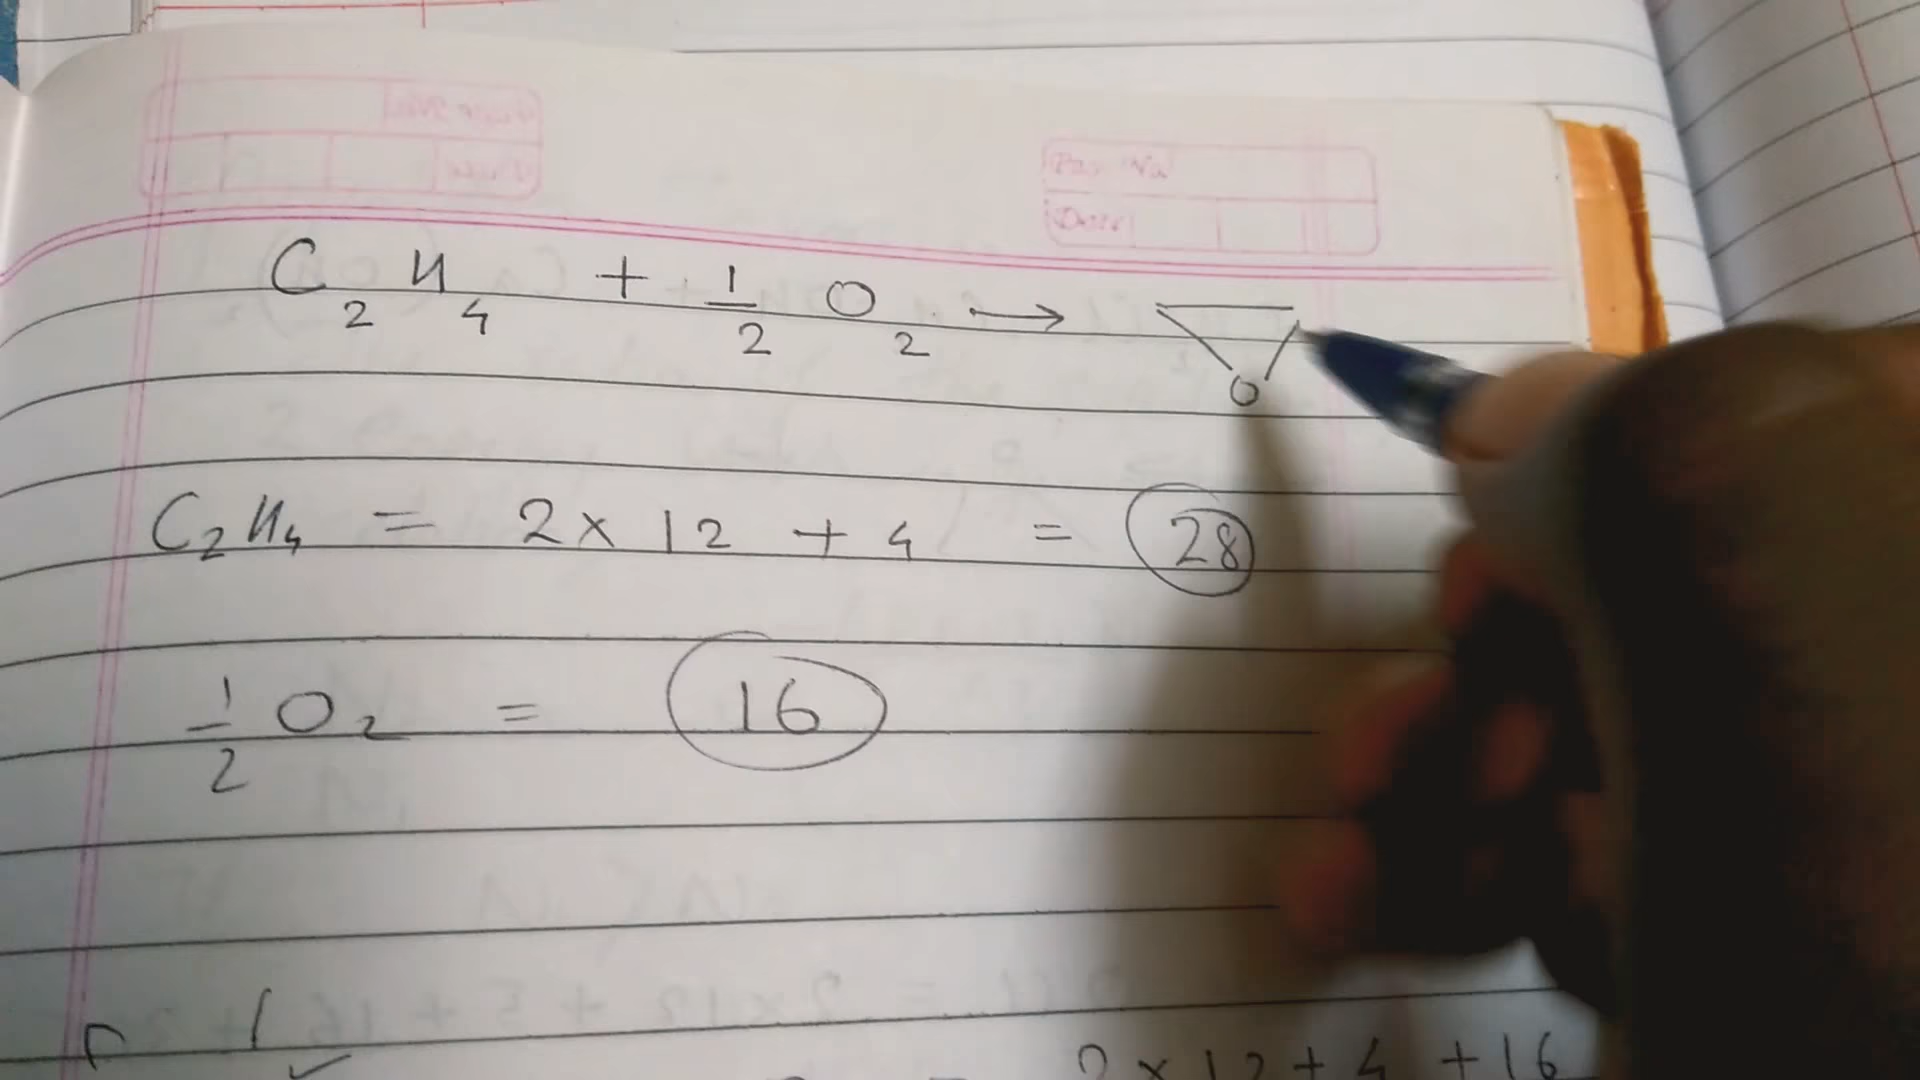 C₂H₄ + 1/2 O₂ → O
C₂H₄ = 2 x 12 + 4 = 28
1/2 O₂ = 16
2 x 12 + 4 + 16